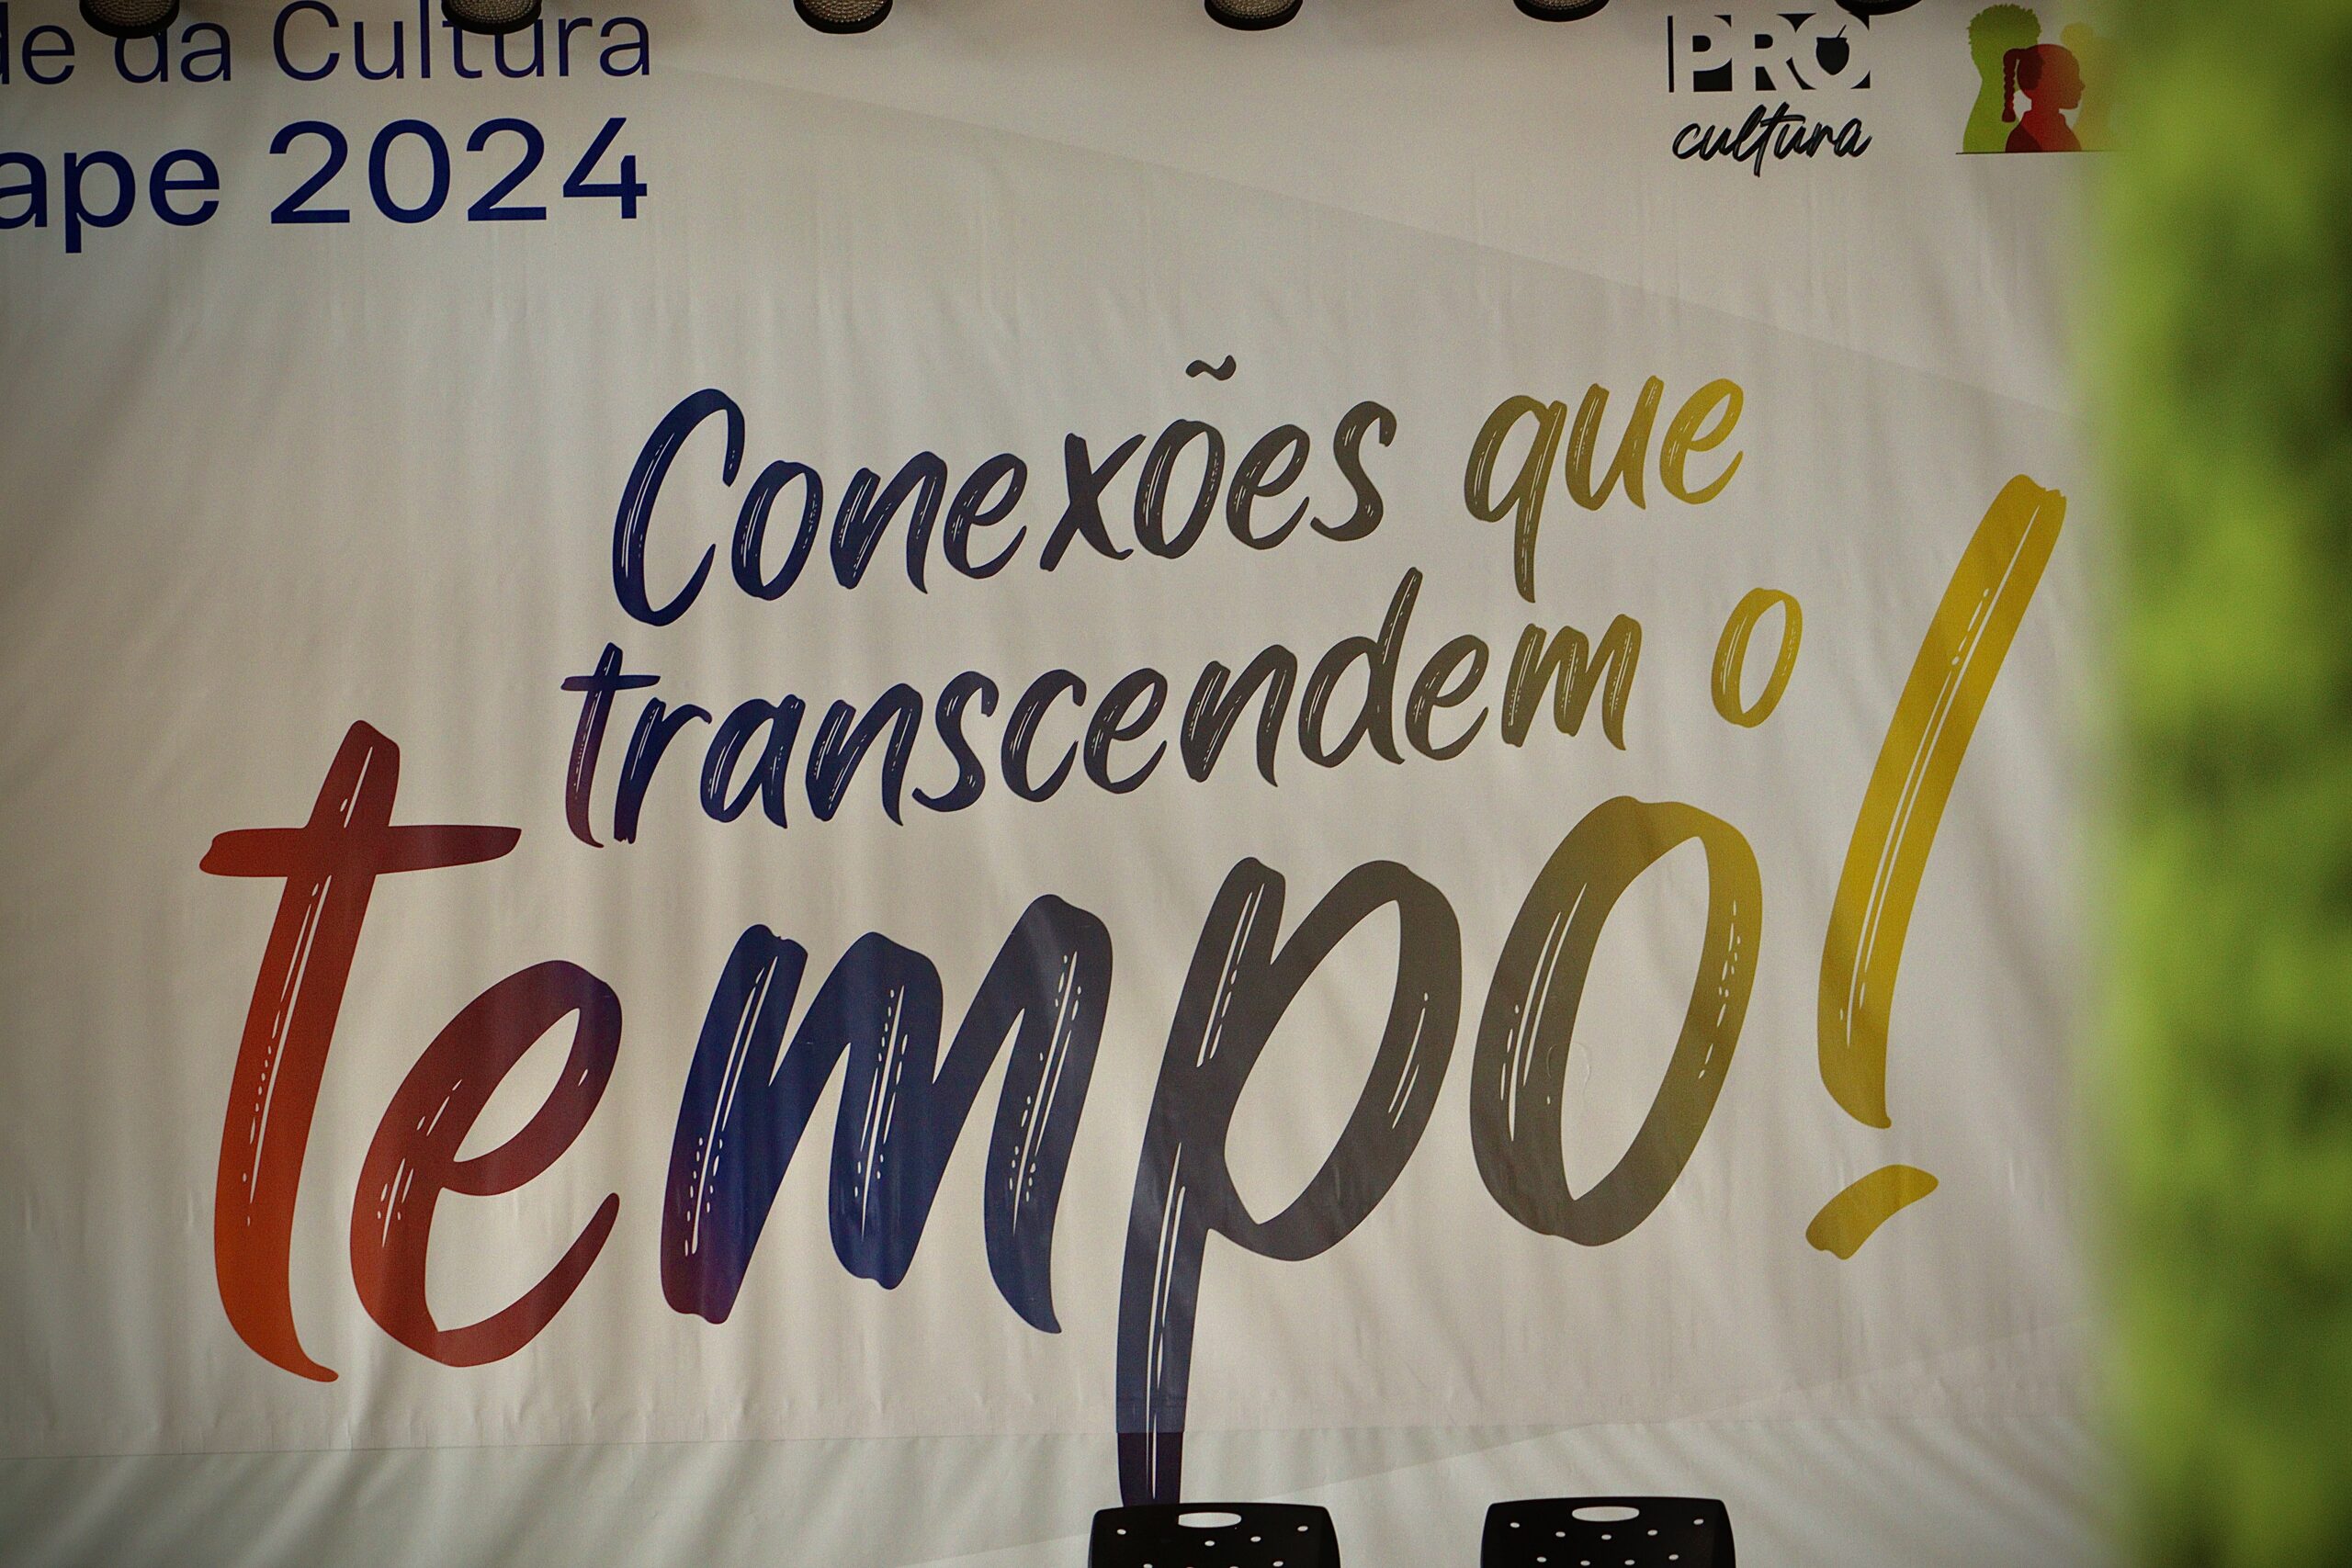 de da Cultura
ape 2024
PRO
cultura
Conexões que
transcendem o
tempo!